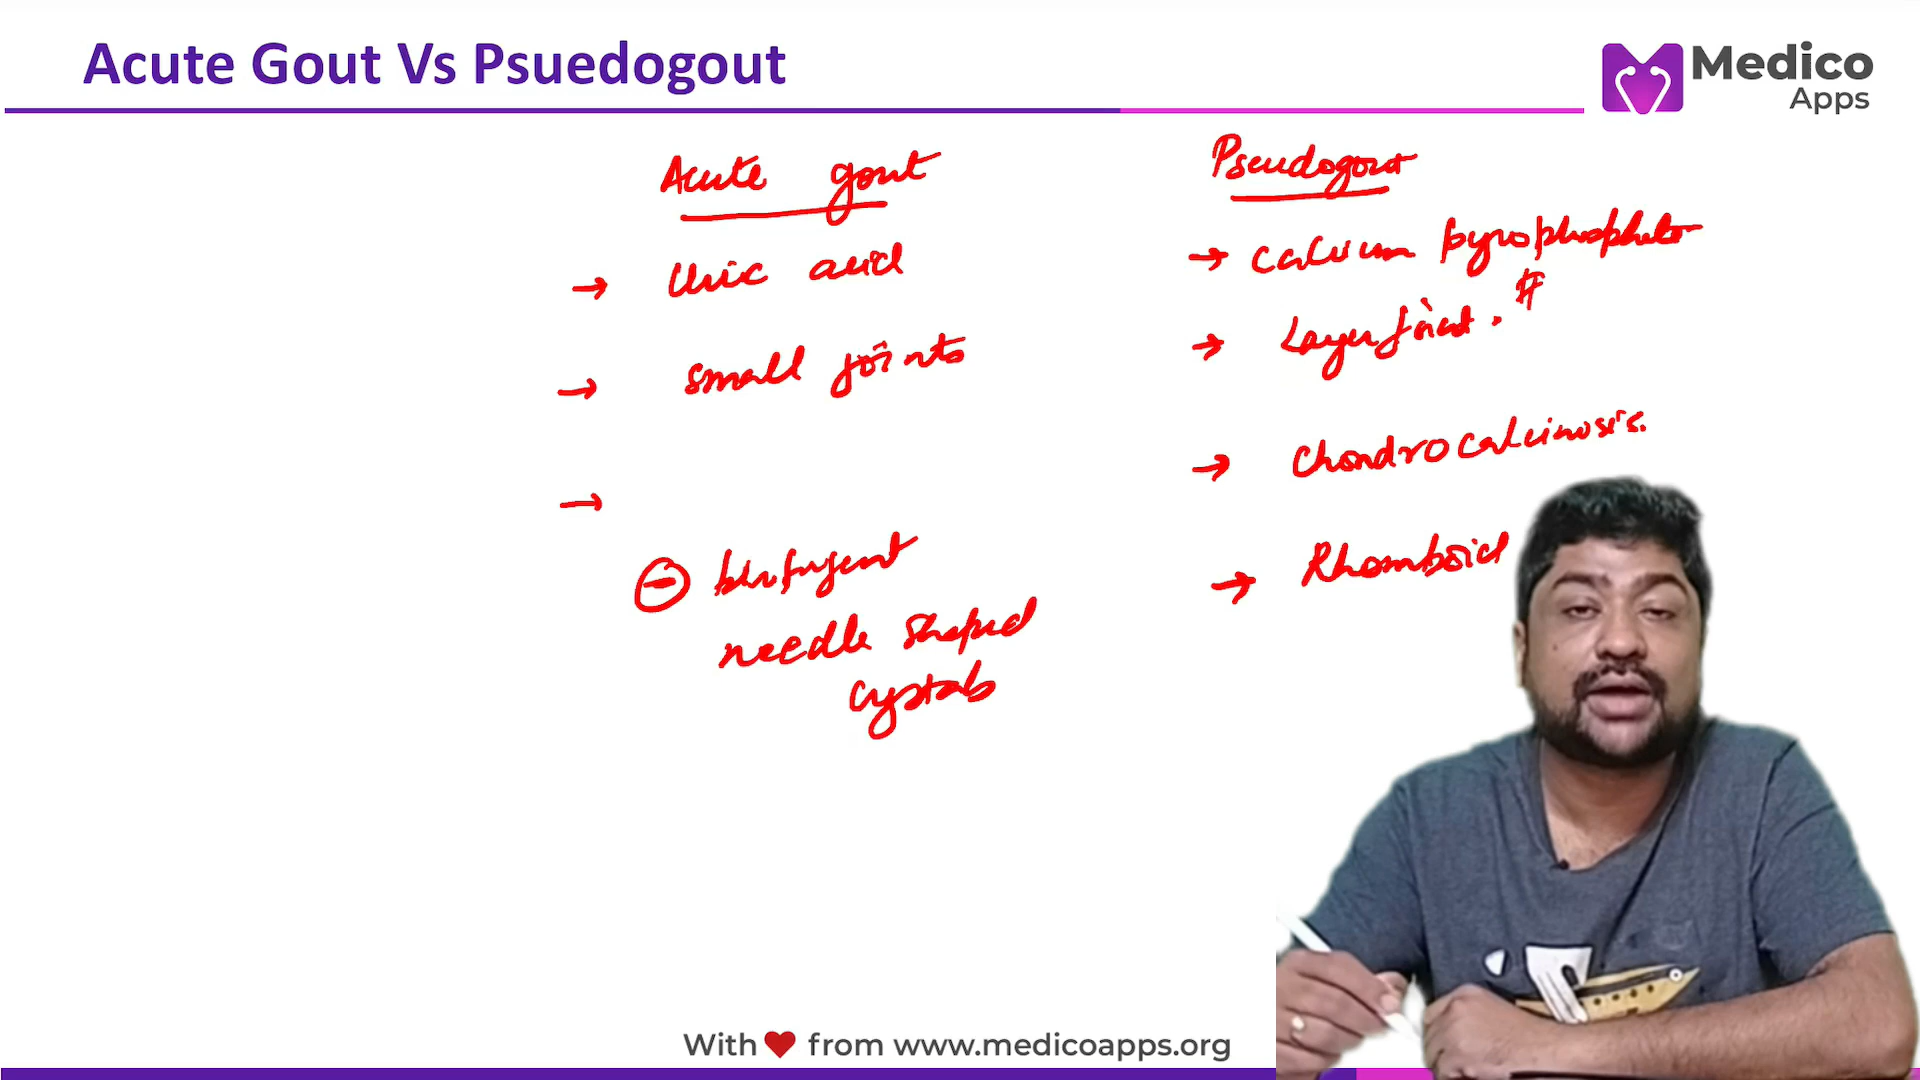 Acute Gout Vs Psuedogout
Medico
Apps
Acute gout
→ Uric acid
→ small joints
→
⊖ birefringent
needle shaped
crystals
Pseudogout
→ Calcium pyrophosphate
→ Larger joint. #
→ Chondrocalcinosis.
→ Rhomboid
With ❤ from www.medicoapps.org